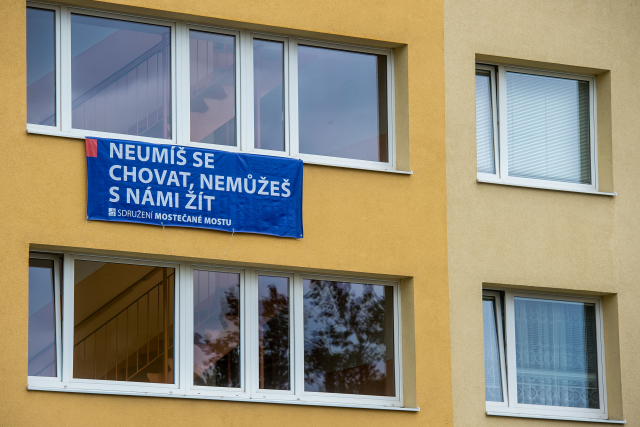 NEUMÍŠ SE
CHOVAT, NEMŮŽEŠ
S NÁMI ŽÍT
SDRUŽENÍ MOSTEČANÉ MOSTU